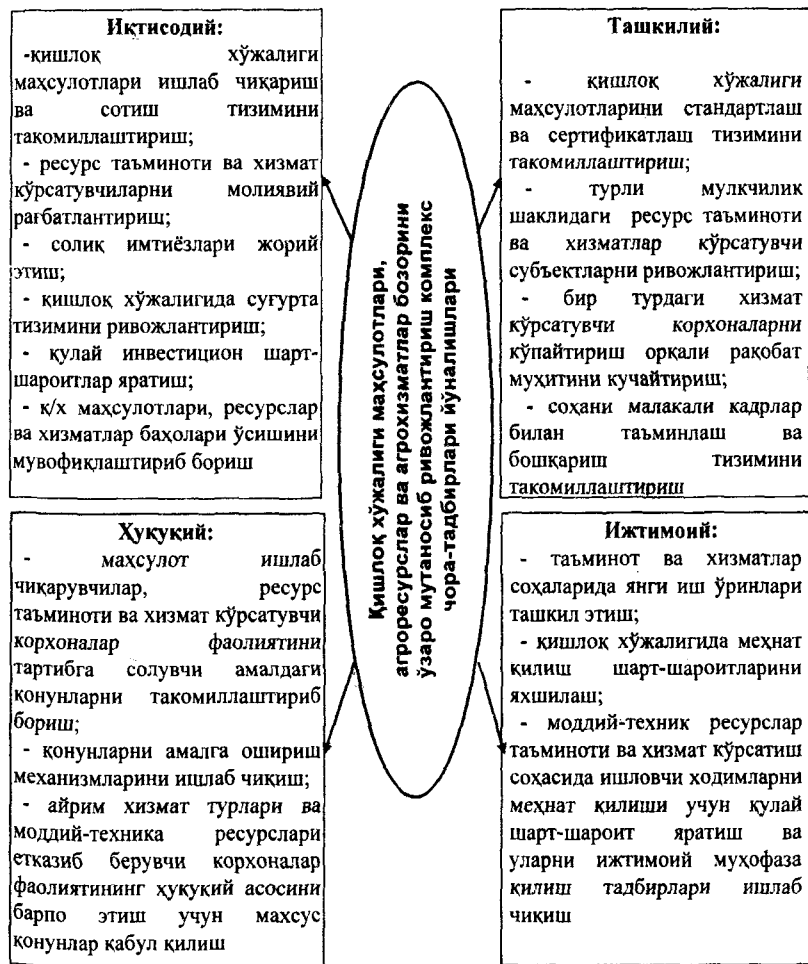 Иқтисодий:
-қишлоқ хўжалиги
маҳсулотлари ишлаб чиқариш
ва сотиш тизимини
такомиллаштириш;
- ресурс таъминоти ва хизмат
кўрсатувчиларни молиявий
рағбатлантириш;
- солиқ имтиёзлари жорий
этиш;
- қишлоқ хўжалигида суғурта
тизимини ривожлантириш;
- қулай инвестицион шарт-
шароитлар яратиш;
- қ/х маҳсулотлари, ресурслар
ва хизматлар баҳолари ўсишини
мувофиқлаштириб бориш
Қишлоқ хўжалиги маҳсулотлари,
агроресурслар ва агрохизматлар бозорини
ўзаро мутаносиб ривожлантириш комплекс
чора-тадбирлари йўналишлари
Ташкилий:
- қишлоқ хўжалиги
маҳсулотларини стандартлаш
ва сертификатлаш тизимини
такомиллаштириш;
- турли мулкчилик
шаклидаги ресурс таъминоти
ва хизматлар кўрсатувчи
субъектларни ривожлантириш;
- бир турдаги хизмат
кўрсатувчи корхоналарни
кўпайтириш орқали рақобат
муҳитини кучайтириш;
- соҳани малакали кадрлар
билан таъминлаш ва
бошқариш тизимини
такомиллаштириш
Ҳуқуқий:
- маҳсулот ишлаб
чиқарувчилар, ресурс
таъминоти ва хизмат кўрсатувчи
корхоналар фаолиятини
тартибга солувчи амалдаги
қонунларни такомиллаштириб
бориш;
- қонунларни амалга ошириш
механизмларини ишлаб чиқиш;
- айрим хизмат турлари ва
моддий-техника ресурслари
етказиб берувчи корхоналар
фаолиятининг ҳуқуқий асосини
барпо этиш учун махсус
қонунлар қабул қилиш
Ижтимоий:
- таъминот ва хизматлар
соҳаларида янги иш ўринлари
ташкил этиш;
- қишлоқ хўжалигида меҳнат
қилиш шарт-шароитларини
яхшилаш;
- моддий-техник ресурслар
таъминоти ва хизмат кўрсатиш
соҳасида ишловчи ходимларни
меҳнат қилиши учун қулай
шарт-шароит яратиш ва
уларни ижтимоий муҳофаза
қилиш тадбирлари ишлаб
чиқиш